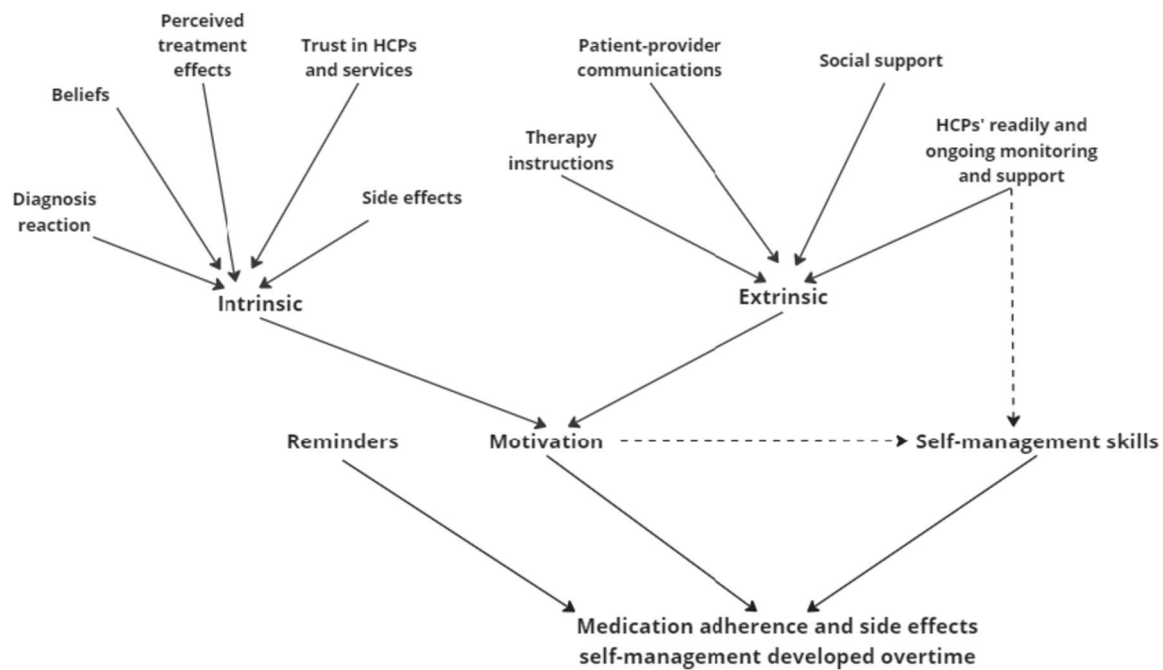 Perceived
treatment
effects
Trust in HCPs
and services
Patient-provider
communications
Social support
Beliefs
HCPs' readily and
ongoing monitoring
and support
Therapy
instructions
Diagnosis
reaction
Side effects
Intrinsic
Extrinsic
Reminders
Motivation
Self-management skills
Medication adherence and side effects
self-management developed overtime